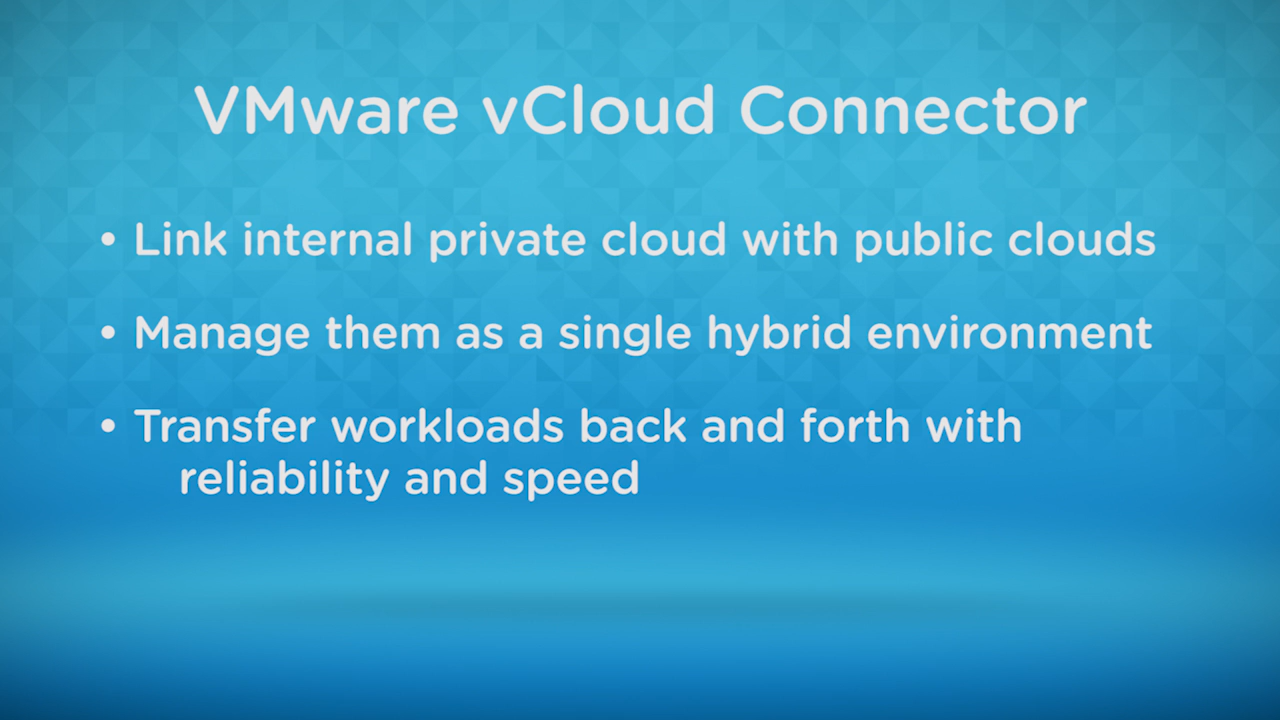 VMware vCloud Connector
• Link internal private cloud with public clouds
• Manage them as a single hybrid environment
• Transfer workloads back and forth with
reliability and speed